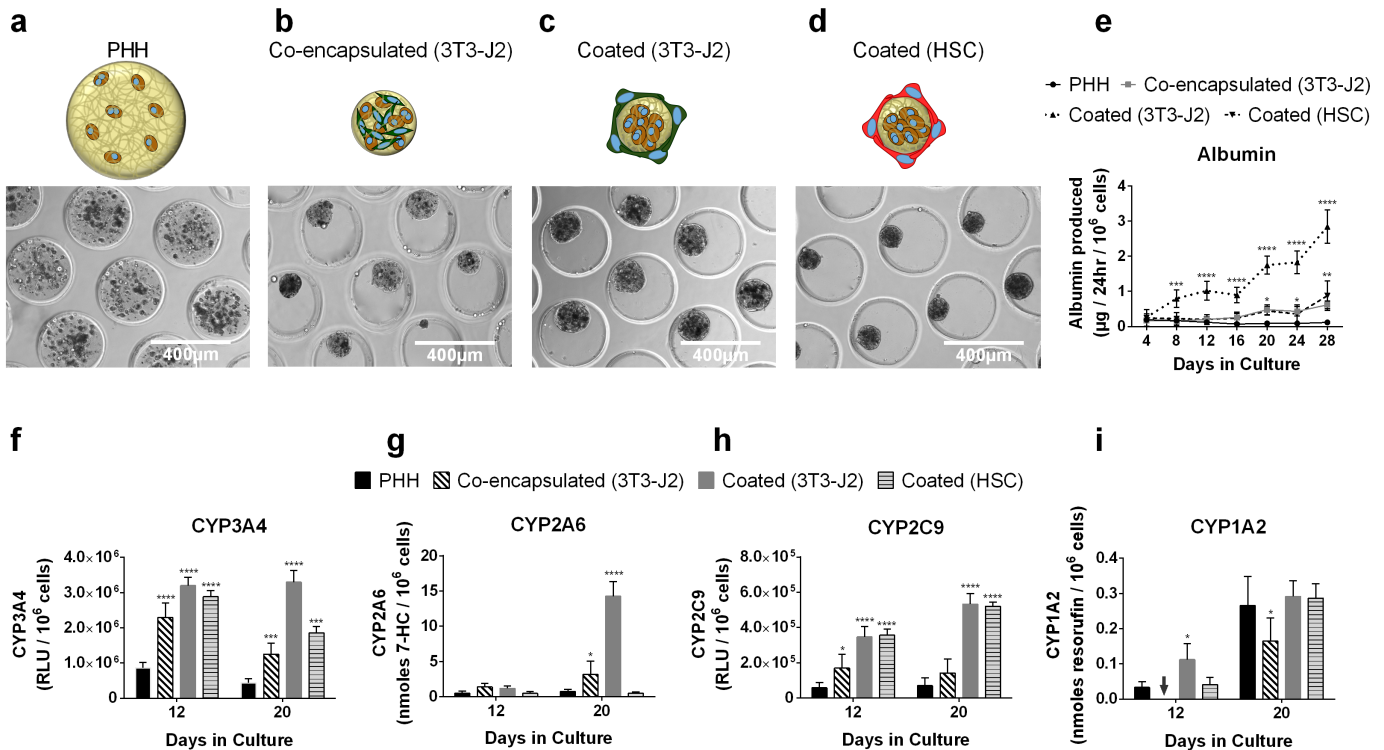 a
PHH
400µm
b
Co-encapsulated (3T3-J2)
400µm
c
Coated (3T3-J2)
400µm
d
Coated (HSC)
400µm
e
PHH Co-encapsulated (3T3-J2)
Coated (3T3-J2) Coated (HSC)
Albumin
Albumin produced
(µg / 24hr / 10⁶ cells)
4
3
2
1
0
*** **** **** **** **** ****
* * **
4 8 12 16 20 24 28
Days in Culture
f
g
h
i
PHH Co-encapsulated (3T3-J2) Coated (3T3-J2) Coated (HSC)
CYP3A4
CYP3A4
(RLU / 10⁶ cells)
4.0×10⁶
3.0×10⁶
2.0×10⁶
1.0×10⁶
0
**** **** **** *** **** ***
12 20
Days in Culture
CYP2A6
CYP2A6
(nmoles 7-HC / 10⁶ cells)
20
15
10
5
0
* ****
12 20
Days in Culture
CYP2C9
CYP2C9
(RLU / 10⁶ cells)
8.0×10⁵
6.0×10⁵
4.0×10⁵
2.0×10⁵
0
* **** **** **** ****
12 20
Days in Culture
CYP1A2
CYP1A2
(nmoles resorufin / 10⁶ cells)
0.4
0.3
0.2
0.1
0.0
* *
12 20
Days in Culture